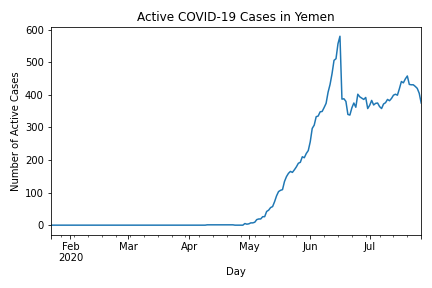 Active COVID-19 Cases in Yemen
Number of Active Cases
600
500
400
300
200
100
0
Feb
2020
Mar
Apr
May
Jun
Jul
Day